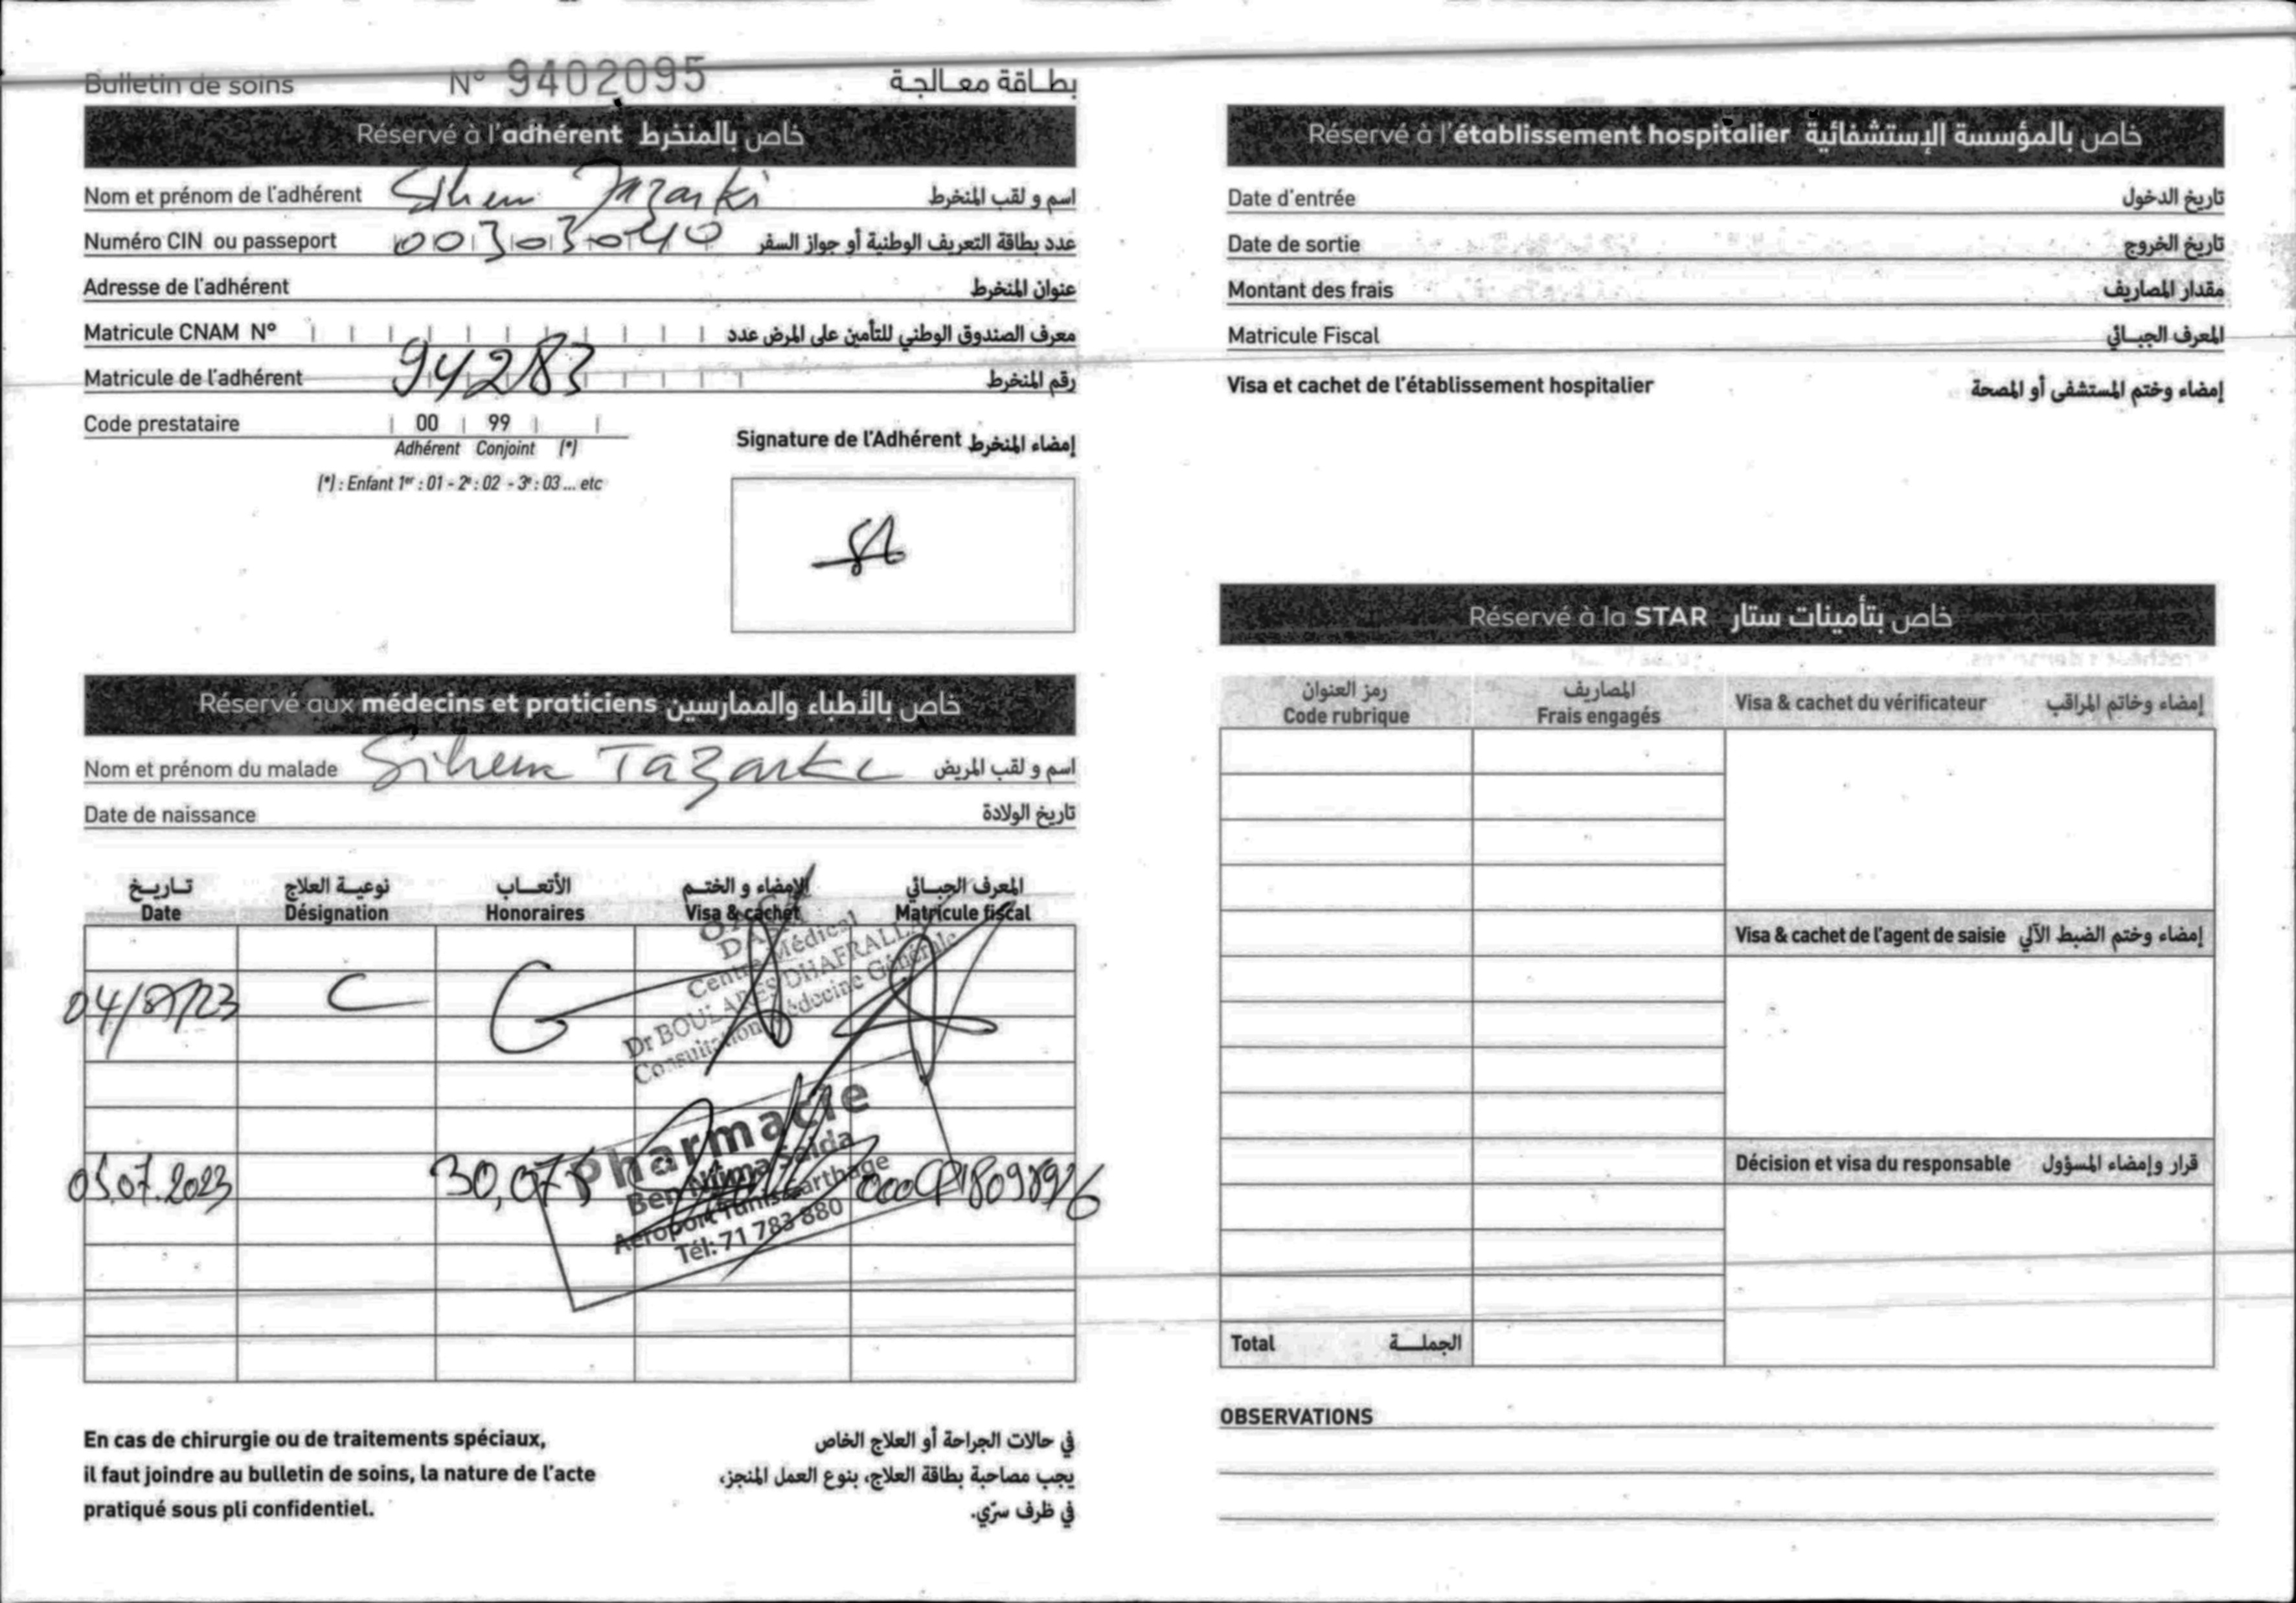 Bulletin de soins N° 9402095 بطاقة معالجة
Réservé à l'adhérent خاص بالمنخرط
Nom et prénom de l'adhérent Sihem Tazarki اسم و لقب المنخرط
Numéro CIN ou passeport 00303040 عدد بطاقة التعريف الوطنية أو جواز السفر
Adresse de l'adhérent عنوان المنخرط
Matricule CNAM N° معرف الصندوق الوطني للتأمين على المرض عدد
Matricule de l'adhérent 94283 رقم المنخرط
Code prestataire 00 99
Adhérent Conjoint (*)
(*) : Enfant 1er : 01 - 2e : 02 - 3e : 03 ... etc
Signature de l'Adhérent إمضاء المنخرط
Réservé aux médecins et praticiens خاص بالأطباء والممارسين
Nom et prénom du malade Sihem Tazarki اسم و لقب المريض
Date de naissance تاريخ الولادة
تاريخ نوعية العلاج الأتعاب الإمضاء و الختم المعرف الجبائي
Date Désignation Honoraires Visa & cachet Matricule fiscal
Centre Médical
Dr BOULARES DHAFRALLAH
Consultation Médecine Générale
04/07/23 C
Pharmacie
Ben Njima Saida
Aéroport Tunis Carthage
Tél: 71 783 880
05.07.2023 30,075
En cas de chirurgie ou de traitements spéciaux,
il faut joindre au bulletin de soins, la nature de l'acte
pratiqué sous pli confidentiel.
في حالات الجراحة أو العلاج الخاص
يجب مصاحبة بطاقة العلاج، بنوع العمل المنجز،
في ظرف سرّي.
Réservé à l'établissement hospitalier خاص بالمؤسسة الإستشفائية
Date d'entrée تاريخ الدخول
Date de sortie تاريخ الخروج
Montant des frais مقدار المصاريف
Matricule Fiscal المعرف الجبائي
Visa et cachet de l'établissement hospitalier إمضاء وختم المستشفى أو المصحة
Réservé à la STAR خاص بتأمينات ستار
رمز العنوان المصاريف
Code rubrique Frais engagés
Visa & cachet du vérificateur إمضاء وخاتم المراقب
Visa & cachet de l'agent de saisie إمضاء وختم الضبط الآلي
Décision et visa du responsable قرار وإمضاء المسؤول
Total الجملة
OBSERVATIONS